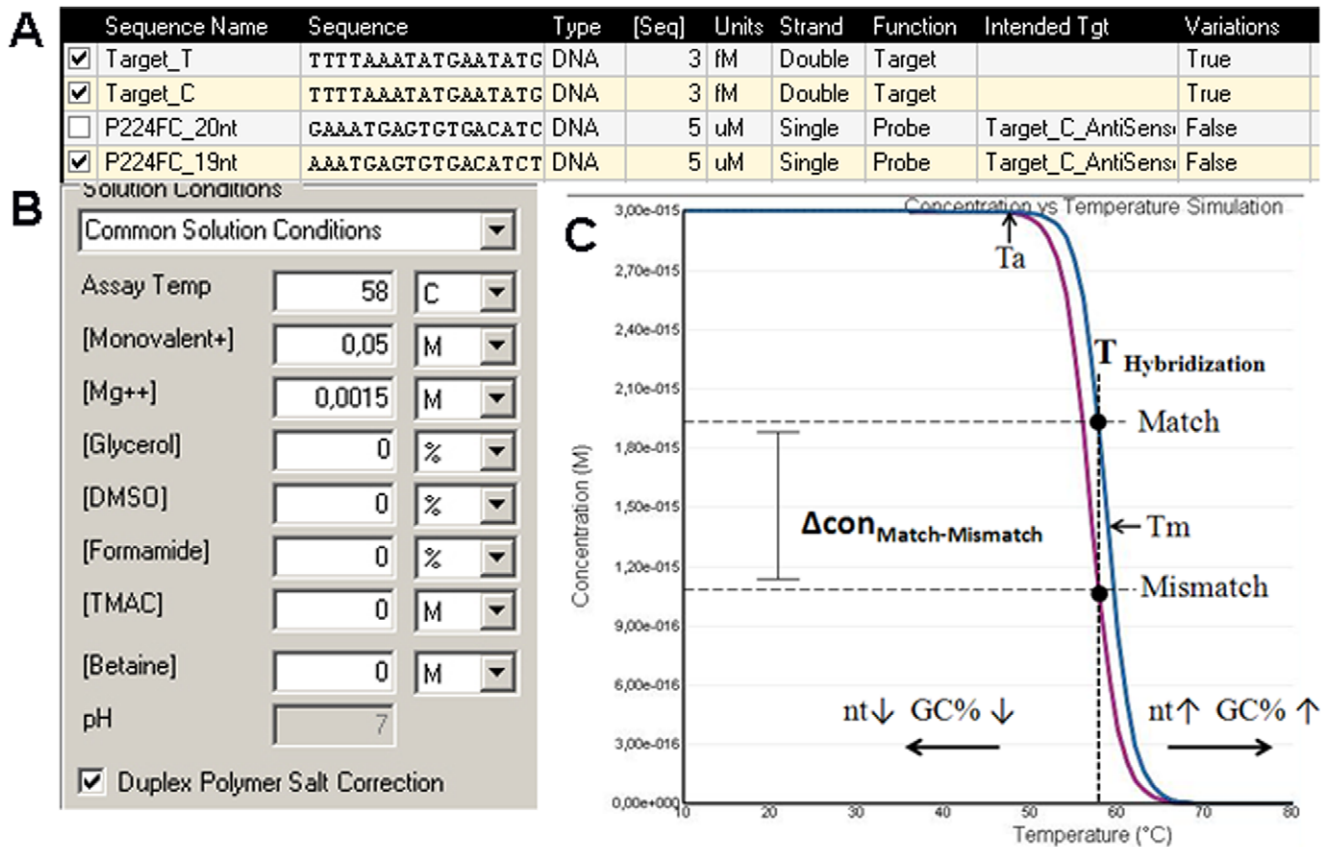 A
Sequence Name Sequence Type [Seq] Units Strand Function Intended Tgt Variations
Target_T TTTTAAATATGAATATG DNA 3 fM Double Target True
Target_C TTTTAAATATGAATATG DNA 3 fM Double Target True
P224FC_20nt GAAATGAGTGTGACATC DNA 5 uM Single Probe Target_C_AntiSens False
P224FC_19nt AAATGAGTGTGACATCT DNA 5 uM Single Probe Target_C_AntiSens False
B
Solution Conditions
Common Solution Conditions
Assay Temp 58 C
[Monovalent+] 0,05 M
[Mg++] 0,0015 M
[Glycerol] 0 %
[DMSO] 0 %
[Formamide] 0 %
[TMAC] 0 M
[Betaine] 0 M
pH 7
Duplex Polymer Salt Correction
C
Concentration vs Temperature Simulation
3,00e-015
Ta
2,70e-015
2,40e-015
T Hybridization
2,10e-015
Match
1,80e-015
1,50e-015
Δcon Match-Mismatch
Tm
1,20e-015
Mismatch
9,00e-016
6,00e-016
nt↓ GC% ↓ nt↑ GC% ↑
3,00e-016
0,00e+000
10 20 30 40 50 60 70 80
Temperature (°C)
Concentration (M)